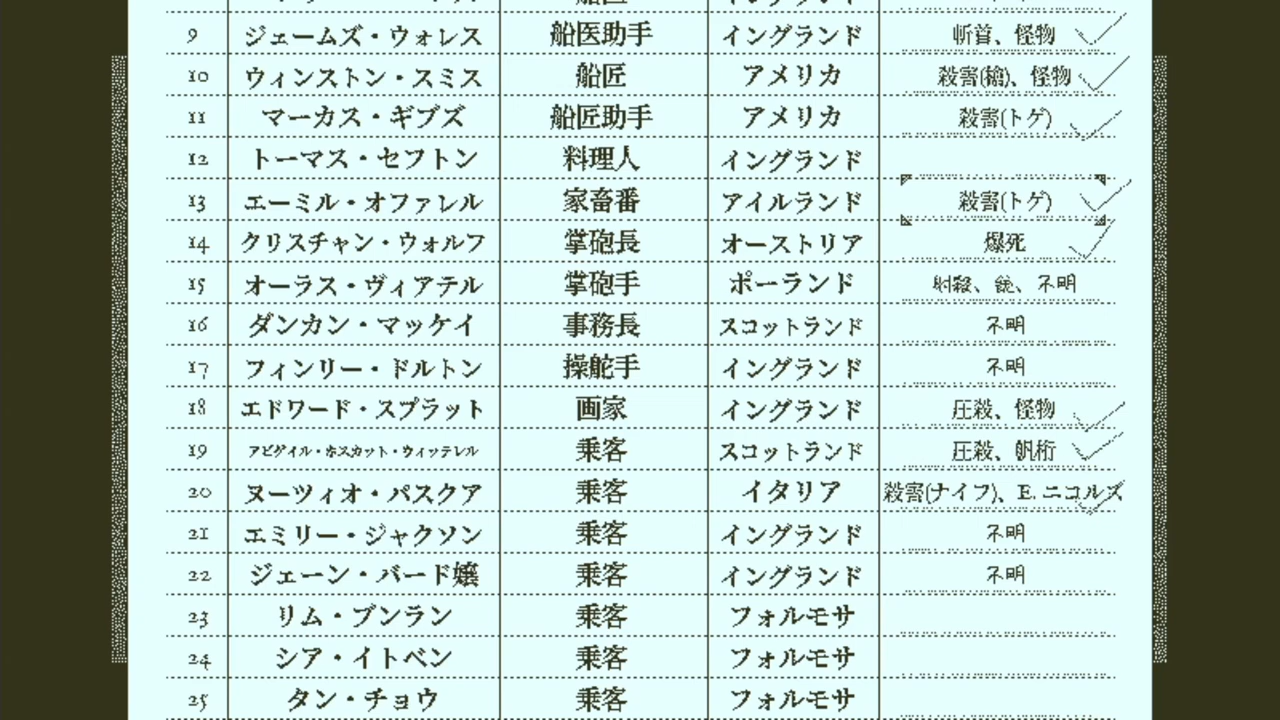 9 ジェームズ・ウォレス 船医助手 イングランド 斬首、怪物
10 ウィンストン・スミス 船匠 アメリカ 殺害(槍)、怪物
11 マーカス・ギブズ 船匠助手 アメリカ 殺害(トゲ)
12 トーマス・セフトン 料理人 イングランド
13 エーミル・オファレル 家畜番 アイルランド 殺害(トゲ)
14 クリスチャン・ウォルフ 掌砲長 オーストリア 爆死
15 オーラス・ヴィアテル 掌砲手 ポーランド 射殺、銃、不明
16 ダンカン・マッケイ 事務長 スコットランド 不明
17 フィンリー・ドルトン 操舵手 イングランド 不明
18 エドワード・スプラット 画家 イングランド 圧殺、怪物
19 アビゲイル・ホスカット・ウィッテレル 乗客 スコットランド 圧殺、帆桁
20 ヌーツィオ・パスクア 乗客 イタリア 殺害(ナイフ)、E. ニコルズ
21 エミリー・ジャクソン 乗客 イングランド 不明
22 ジェーン・バード嬢 乗客 イングランド 不明
23 リム・ブンラン 乗客 フォルモサ
24 シア・イトベン 乗客 フォルモサ
25 タン・チョウ 乗客 フォルモサ